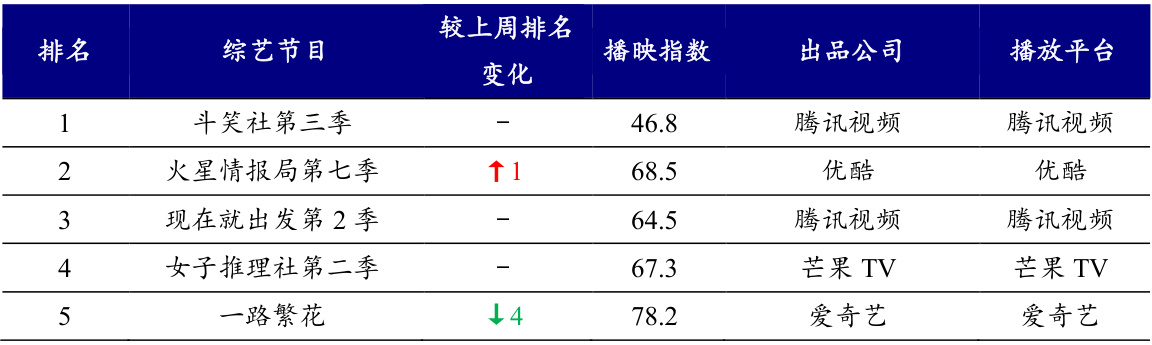 排名 综艺节目 较上周排名变化 播映指数 出品公司 播放平台
1 斗笑社第三季 - 46.8 腾讯视频 腾讯视频
2 火星情报局第七季 ↑1 68.5 优酷 优酷
3 现在就出发第2季 - 64.5 腾讯视频 腾讯视频
4 女子推理社第二季 - 67.3 芒果TV 芒果TV
5 一路繁花 ↓4 78.2 爱奇艺 爱奇艺